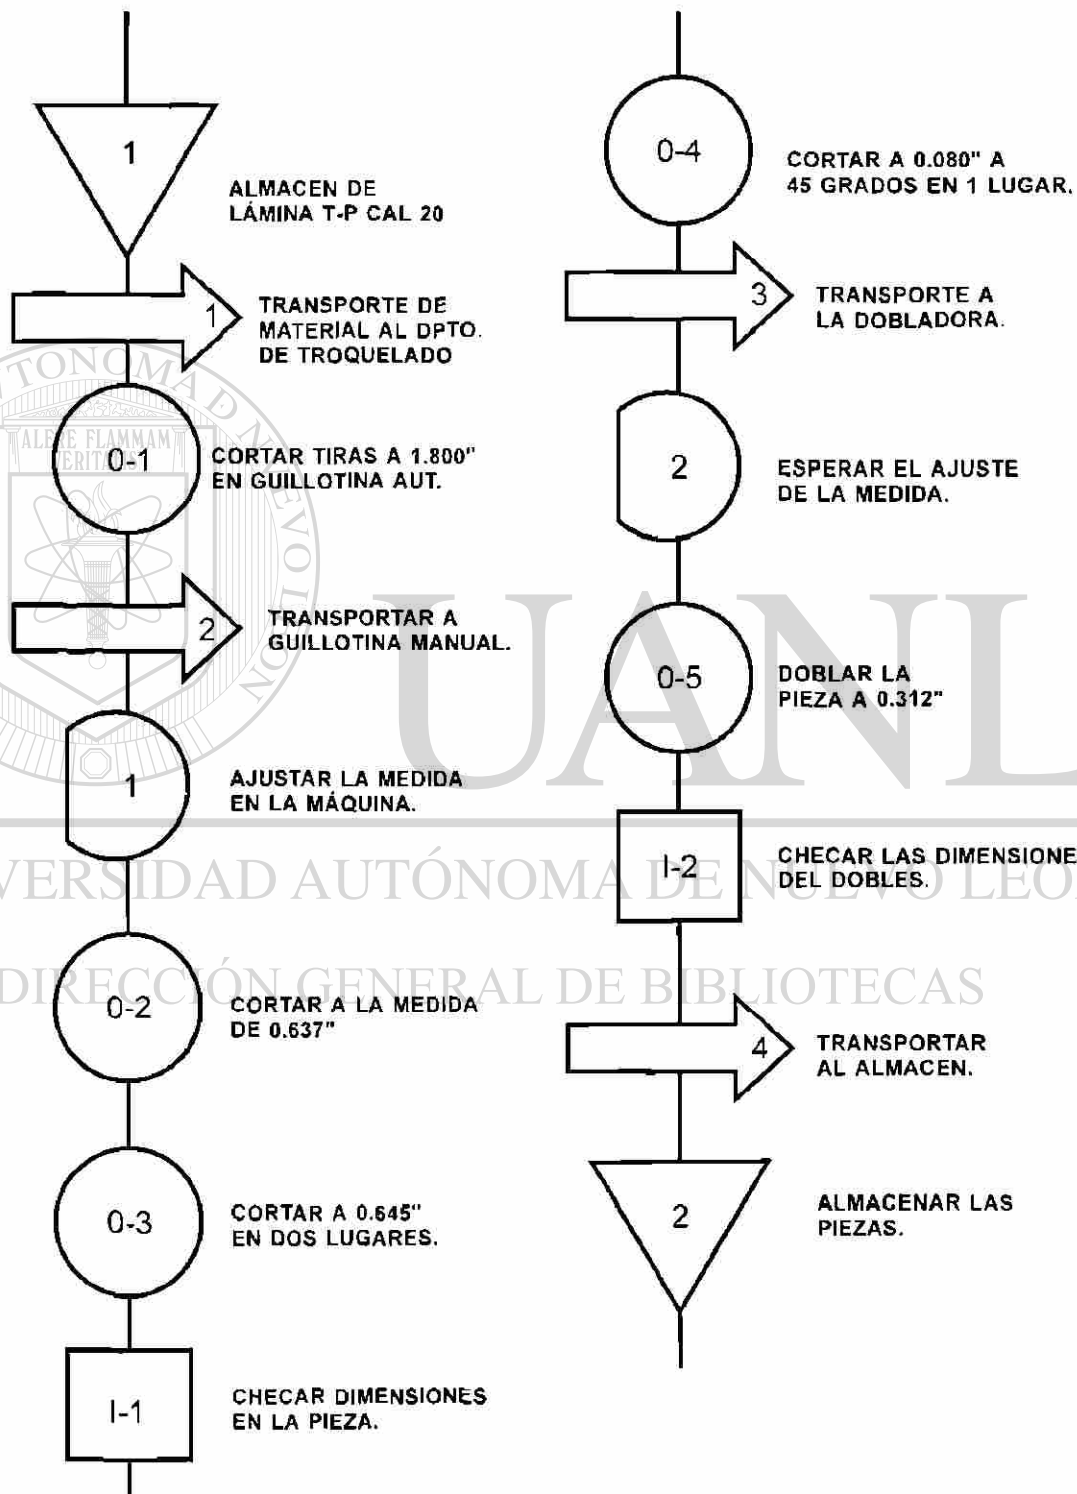 1
ALMACEN DE
LÁMINA T-P CAL 20
1
TRANSPORTE DE
MATERIAL AL DPTO.
DE TROQUELADO
0-1
CORTAR TIRAS A 1.800"
EN GUILLOTINA AUT.
2
TRANSPORTAR A
GUILLOTINA MANUAL.
1
AJUSTAR LA MEDIDA
EN LA MÁQUINA.
0-2
CORTAR A LA MEDIDA
DE 0.637"
0-3
CORTAR A 0.645"
EN DOS LUGARES.
I-1
CHECAR DIMENSIONES
EN LA PIEZA.
0-4
CORTAR A 0.080" A
45 GRADOS EN 1 LUGAR.
3
TRANSPORTE A
LA DOBLADORA.
2
ESPERAR EL AJUSTE
DE LA MEDIDA.
0-5
DOBLAR LA
PIEZA A 0.312"
I-2
CHECAR LAS DIMENSIONE
DEL DOBLES.
4
TRANSPORTAR
AL ALMACEN.
2
ALMACENAR LAS
PIEZAS.
UANL
VERSIDAD AUTÓNOMA DE NUEVO LEÓ
DIRECCIÓN GENERAL DE BIBLIOTECAS
TONOMA DE NUEVO LEÓN
ALERE FLAMMAM
VERITATIS